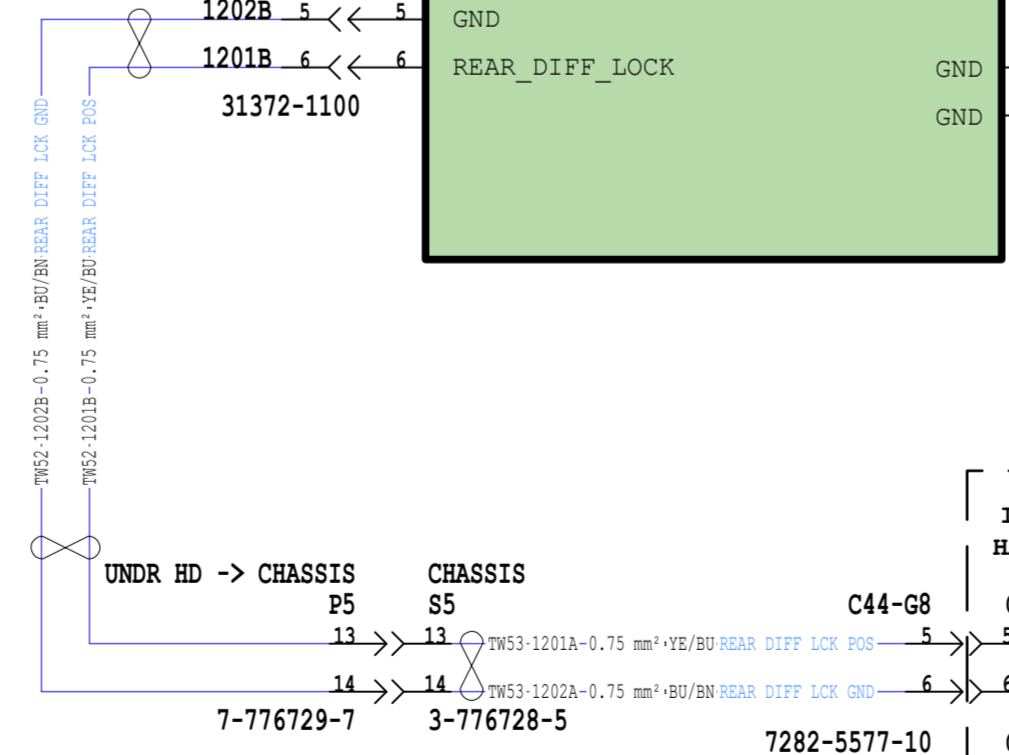 1202B 5 5 GND
1201B 6 6 REAR_DIFF_LOCK GND
31372-1100 GND
TW52-1202B-0.75 mm²·BU/BN·REAR DIFF LCK GND
TW52-1201B-0.75 mm²·YE/BU·REAR DIFF LCK POS
UNDR HD -> CHASSIS CHASSIS
P5 S5 C44-G8
13 13 TW53-1201A-0.75 mm²·YE/BU·REAR DIFF LCK POS 5 5
14 14 TW53-1202A-0.75 mm²·BU/BN·REAR DIFF LCK GND 6 6
7-776729-7 3-776728-5 7282-5577-10